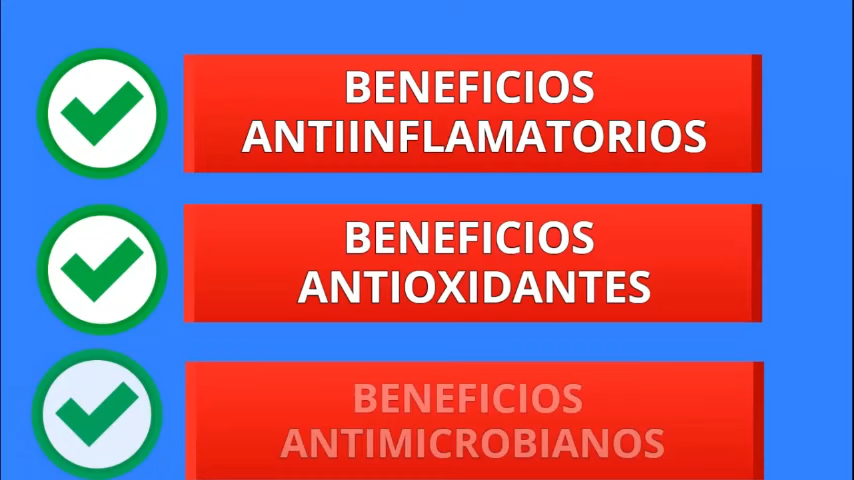 BENEFICIOS
ANTIINFLAMATORIOS
BENEFICIOS
ANTIOXIDANTES
BENEFICIOS
ANTIMICROBIANOS